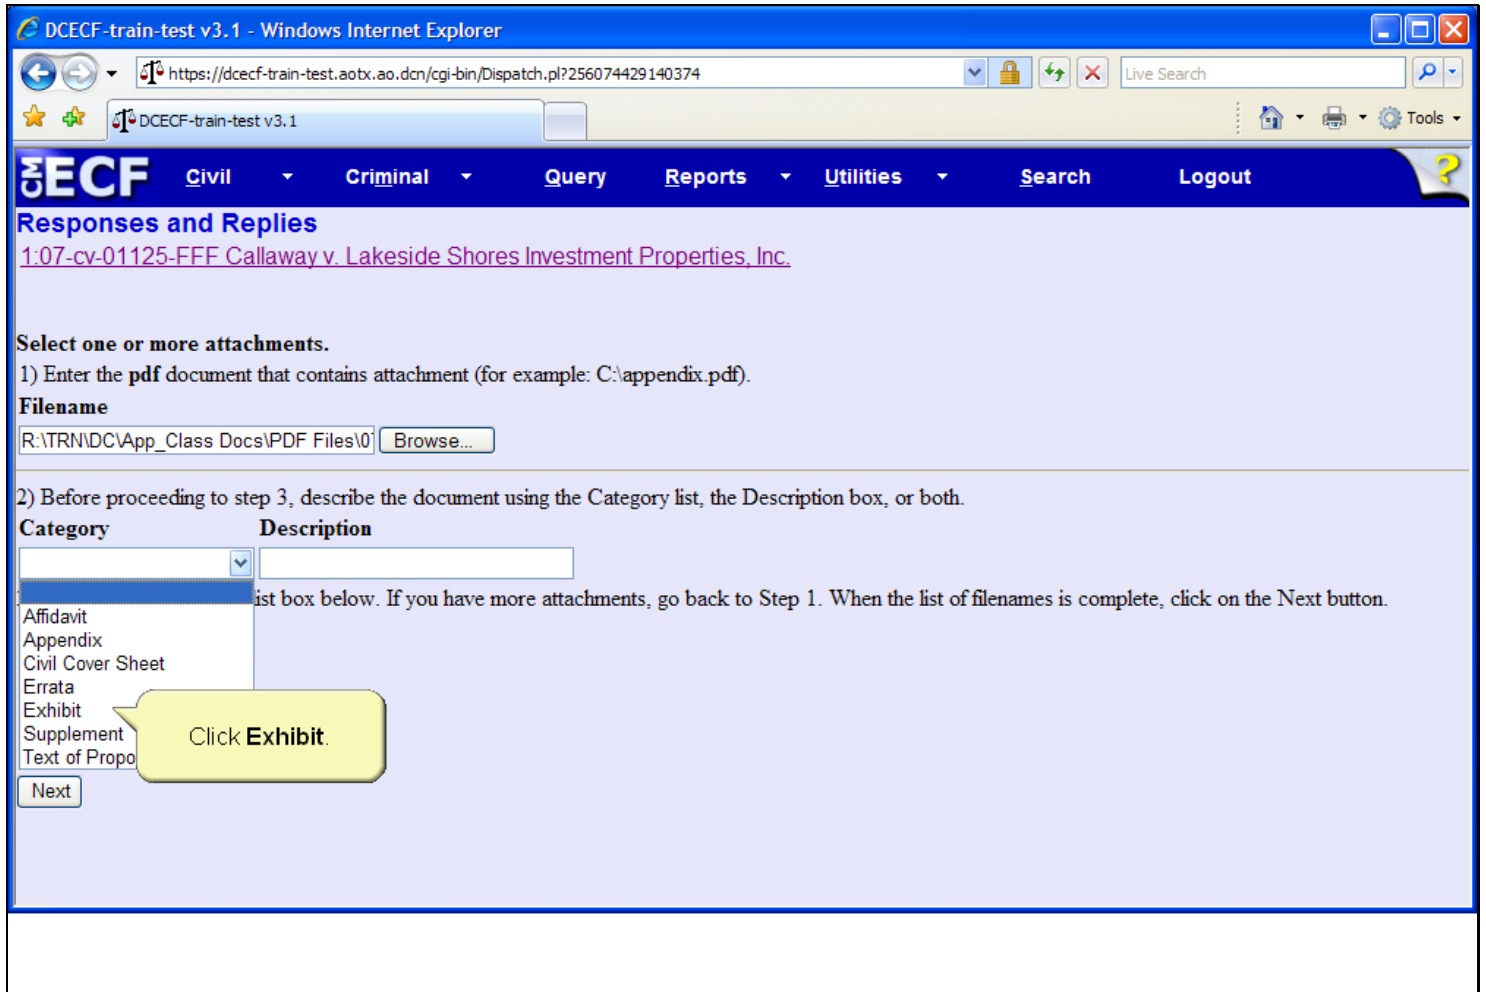 DCECF-train-test v3.1 - Windows Internet Explorer
https://dcecf-train-test.aotx.ao.dcn/cgi-bin/Dispatch.pl?256074429140374
Live Search
DCECF-train-test v3.1
Tools
CM ECF Civil Criminal Query Reports Utilities Search Logout ?
Responses and Replies
1:07-cv-01125-FFF Callaway v. Lakeside Shores Investment Properties, Inc.
Select one or more attachments.
1) Enter the pdf document that contains attachment (for example: C:\appendix.pdf).
Filename
R:\TRN\DC\App_Class Docs\PDF Files\07 Browse...
2) Before proceeding to step 3, describe the document using the Category list, the Description box, or both.
Category Description
ist box below. If you have more attachments, go back to Step 1. When the list of filenames is complete, click on the Next button.
Affidavit
Appendix
Civil Cover Sheet
Errata
Exhibit
Supplement
Text of Propo
Click Exhibit.
Next